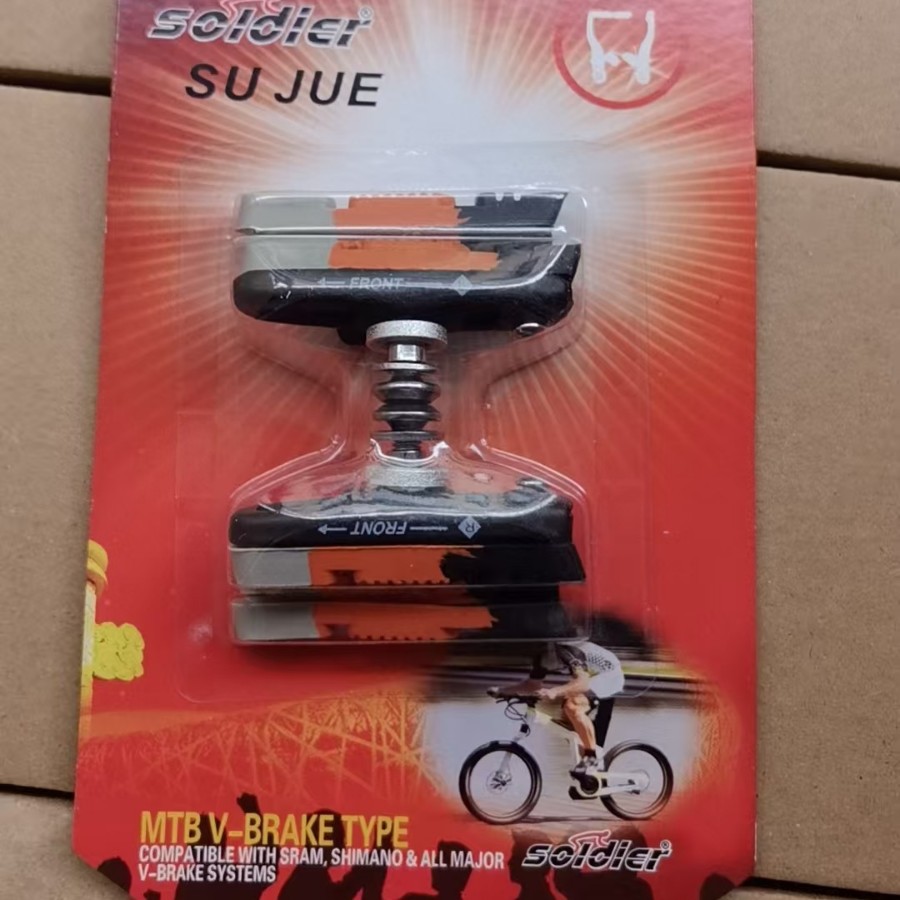 soldier®
SU JUE
← FRONT
← FRONT — R
MTB V-BRAKE TYPE
COMPATIBLE WITH SRAM, SHIMANO & ALL MAJOR
V-BRAKE SYSTEMS
soldier®